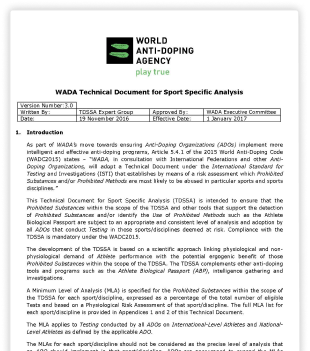 WORLD
ANTI-DOPING
AGENCY
play true
WADA Technical Document for Sport Specific Analysis
Version Number:3.0
Written by: TDSSA Expert Group Approved By: WADA Executive Committee
Date: 19 November 2016 Effective Date: 1 January 2017
1. Introduction
As part of WADA's move towards ensuring Anti-Doping Organizations (ADOs) implement more
intelligent and effective anti-doping programs, Article 5.4.1 of the 2015 World Anti-Doping Code
(WADC2015) states – "WADA, in consultation with International Federations and other Anti-
Doping Organizations, will adopt a Technical Document under the International Standard for
Testing and Investigations (IST) that establishes by means of a risk assessment which Prohibited
Substances and/or Prohibited Methods are most likely to be abused in particular sports and sports
disciplines."
This Technical Document for Sport Specific Analysis (TDSSA) is intended to ensure that the
Prohibited Substances within the scope of the TDSSA and other tools that support the detection
of Prohibited Substances and/or identify the Use of Prohibited Methods such as the Athlete
Biological Passport are subject to an appropriate and consistent level of analysis and adoption by
all ADOs that conduct Testing in those sports/disciplines deemed at risk. Compliance with the
TDSSA is mandatory under the WADC2015.
The development of the TDSSA is based on a scientific approach linking physiological and non-
physiological demand of Athlete performance with the potential ergogenic benefit of those
Prohibited Substances within the scope of the TDSSA. The TDSSA complements other anti-doping
tools and programs such as the Athlete Biological Passport (ABP), intelligence gathering and
investigations.
A Minimum Level of Analysis (MLA) is specified for the Prohibited Substances within the scope of
the TDSSA for each sport/discipline, expressed as a percentage of the total number of eligible
Tests and based on a Physiological Risk Assessment of that sport/discipline. The full MLA list for
each sport/discipline is provided in Appendices 1 and 2 of this Technical Document.
The MLA applies to Testing conducted by all ADOs on International-Level Athletes and National-
Level Athletes as defined by the applicable ADO.
The MLAs for each sport/discipline should not be considered as the precise level of analysis that